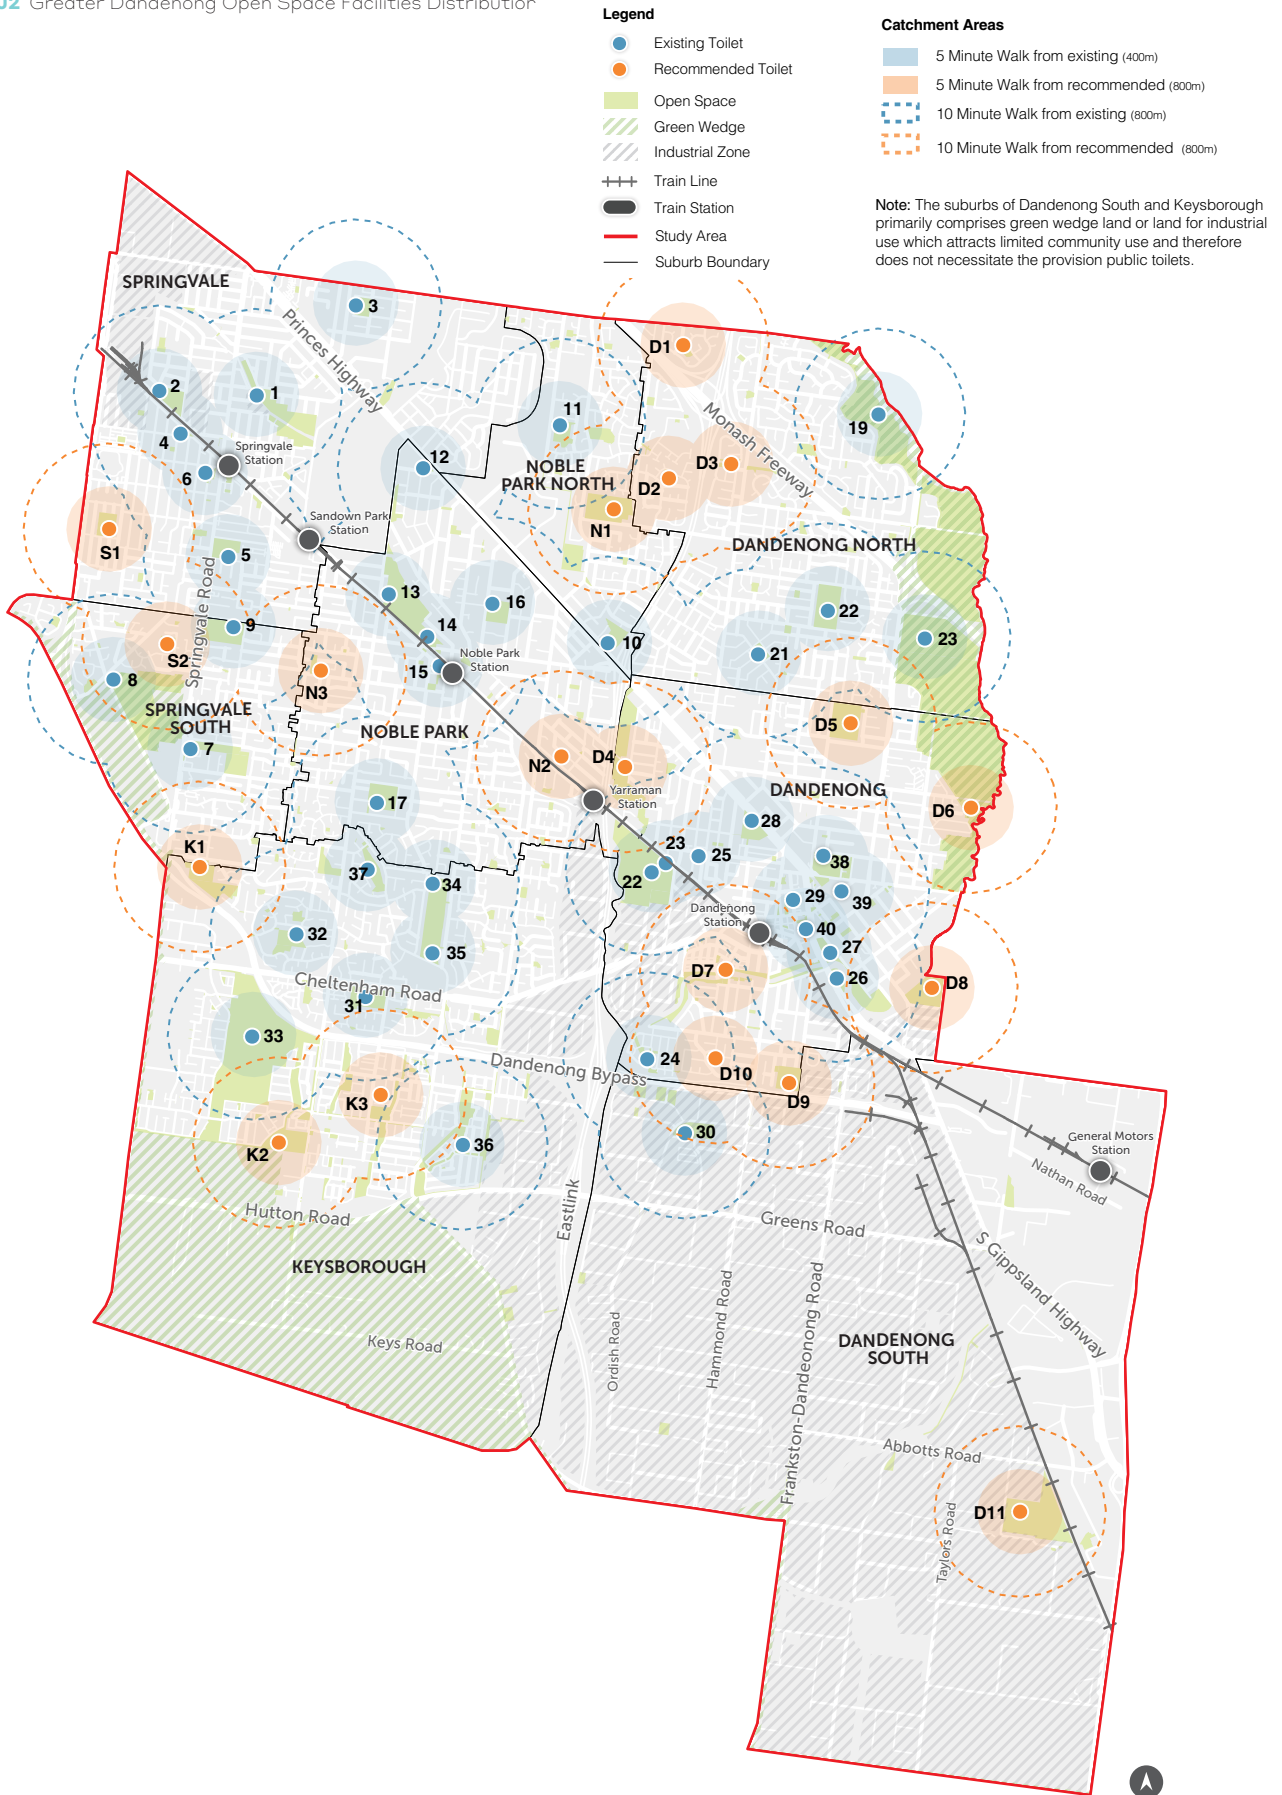 02 Greater Dandenong Open Space Facilities Distribution
Legend
Existing Toilet
Recommended Toilet
Open Space
Green Wedge
Industrial Zone
Train Line
Train Station
Study Area
Suburb Boundary
Catchment Areas
5 Minute Walk from existing (400m)
5 Minute Walk from recommended (800m)
10 Minute Walk from existing (800m)
10 Minute Walk from recommended (800m)
Note: The suburbs of Dandenong South and Keysborough
primarily comprises green wedge land or land for industrial
use which attracts limited community use and therefore
does not necessitate the provision public toilets.
SPRINGVALE
3
Princes Highway
D1
2
1
11
Monash Freeway
19
4
Springvale
Station
12
6
NOBLE
PARK NORTH
D3
D2
Sandown Park
Station
N1
S1
DANDENONG NORTH
5
Springvale Road
13
16
22
9
14
10
23
S2
15
Noble Park
Station
21
8
N3
SPRINGVALE
SOUTH
NOBLE PARK
D5
7
N2
D4
Yarraman
Station
DANDENONG
17
D6
28
K1
23
25
38
37
34
22
29
39
Dandenong
Station
32
40
35
27
D7
26
D8
Cheltenham Road
31
33
24
Dandenong Bypass
D10
K3
D9
30
36
K2
General Motors
Station
Nathan Road
Hutton Road
Eastlink
Greens Road
S Gippsland Highway
KEYSBOROUGH
Keys Road
Ordish Road
Hammond Road
Frankston-Dandeonong Road
DANDENONG
SOUTH
Abbotts Road
D11
Taylors Road